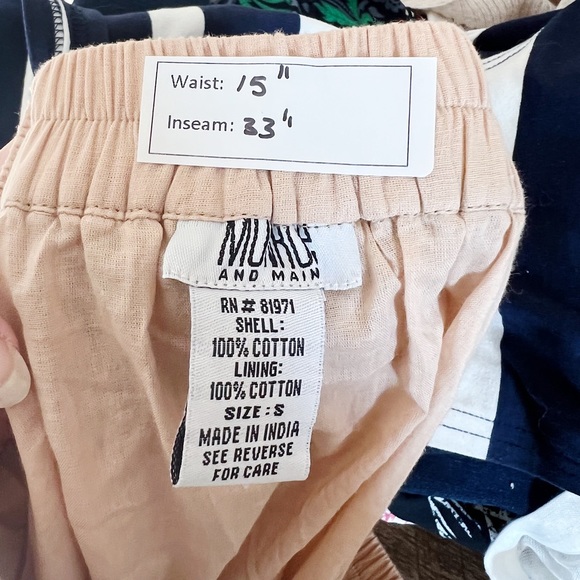 Waist: 15"
Inseam: 33"
AND MAIN
RN# 81971
SHELL:
100% COTTON
LINING:
100% COTTON
SIZE: S
MADE IN INDIA
SEE REVERSE
FOR CARE